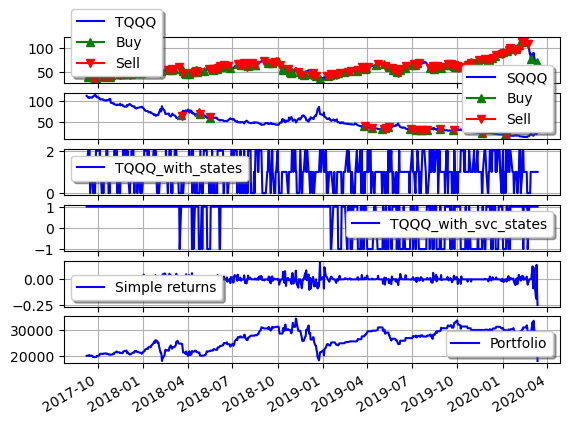 TQQQ
Buy
Sell
100
50
SQQQ
Buy
Sell
100
50
2
TQQQ_with_states
0
1
TQQQ_with_svc_states
0
−1
0.00
Simple returns
−0.25
30000
Portfolio
20000
2017-10
2018-01
2018-04
2018-07
2018-10
2019-01
2019-04
2019-07
2019-10
2020-01
2020-04